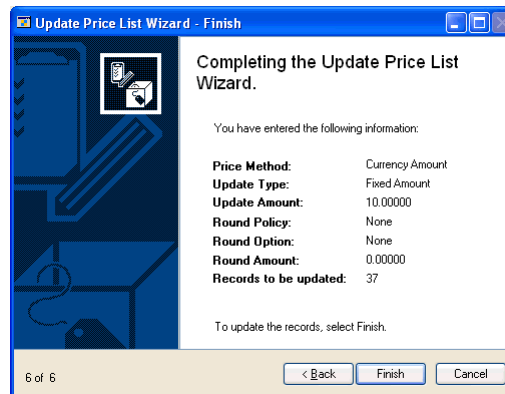 Update Price List Wizard - Finish
Completing the Update Price List
Wizard.
You have entered the following information:
Price Method: Currency Amount
Update Type: Fixed Amount
Update Amount: 10.00000
Round Policy: None
Round Option: None
Round Amount: 0.00000
Records to be updated: 37
To update the records, select Finish.
6 of 6 < Back Finish Cancel